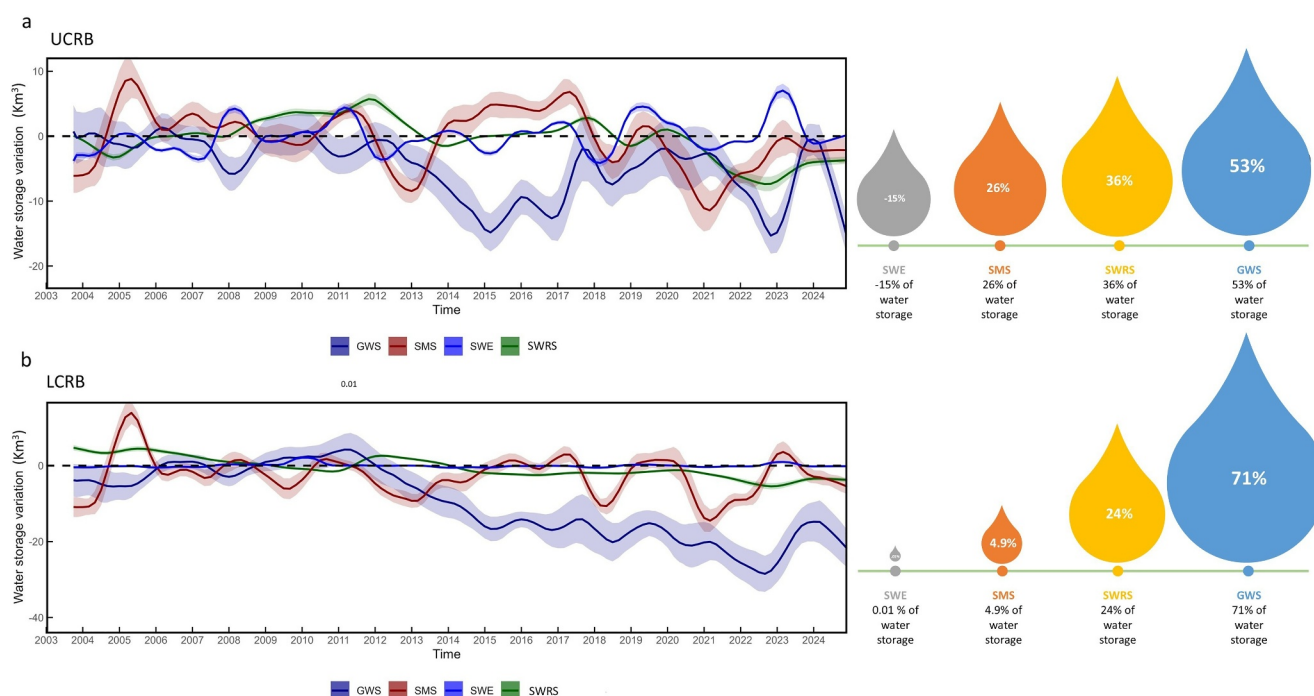 a
UCRB
Water storage variation (Km³)
10
0
-10
-20
2003 2004 2005 2006 2007 2008 2009 2010 2011 2012 2013 2014 2015 2016 2017 2018 2019 2020 2021 2022 2023 2024
Time
GWS SMS SWE SWRS
-15% 26% 36% 53%
SWE SMS SWRS GWS
-15% of 26% of 36% of 53% of
water water water water
storage storage storage storage
b
LCRB
0.01
Water storage variation (Km³)
0
-20
-40
2003 2004 2005 2006 2007 2008 2009 2010 2011 2012 2013 2014 2015 2016 2017 2018 2019 2020 2021 2022 2023 2024
Time
GWS SMS SWE SWRS
4.9% 24% 71%
SWE SMS SWRS GWS
0.01 % of 4.9% of 24% of 71% of
water water water water
storage storage storage storage